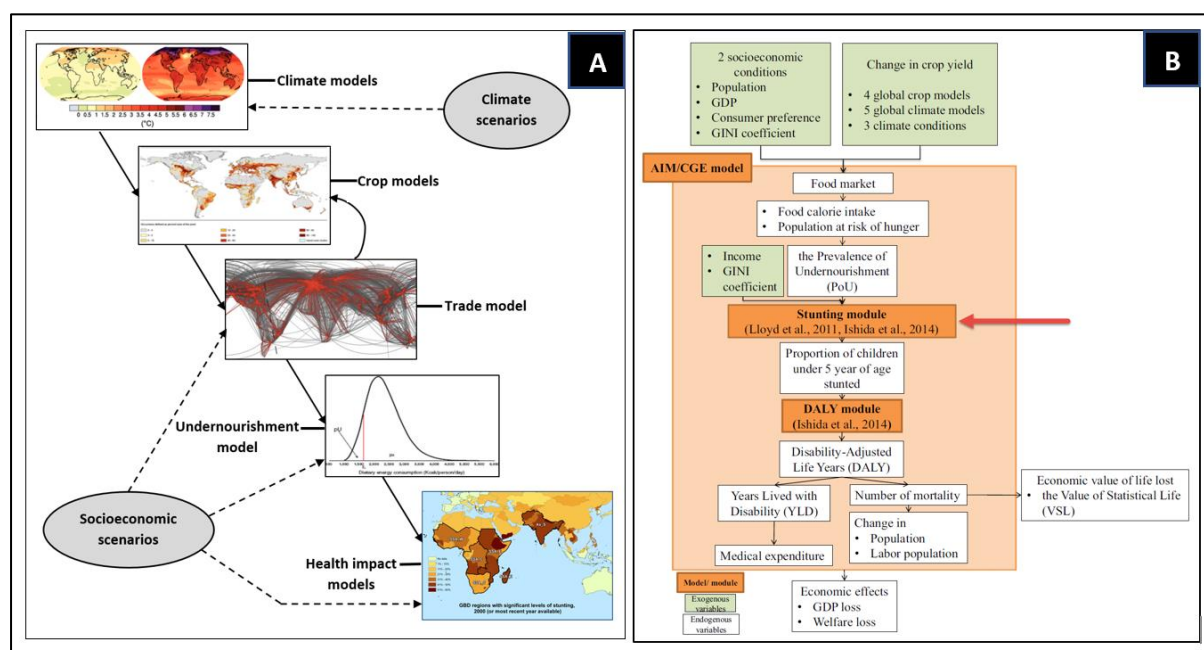 A
Climate models
Climate
scenarios
0 0.5 1 1.5 2 2.5 3 3.5 4 4.5 5 5.5 6 6.5 7 7.5
(°C)
Crop models
Trade model
Undernourishment
model
Dietary energy consumption (Kcal/person/day)
Socioeconomic
scenarios
Health impact
models
GBD regions with significant levels of stunting,
2000 (or most recent year available)
B
2 socioeconomic
conditions
• Population
• GDP
• Consumer preference
• GINI coefficient
Change in crop yield
• 4 global crop models
• 5 global climate models
• 3 climate conditions
AIM/CGE model
Food market
• Food calorie intake
• Population at risk of hunger
• Income
• GINI
coefficient
the Prevalence of
Undernourishment
(PoU)
Stunting module
(Lloyd et al., 2011, Ishida et al., 2014)
Proportion of children
under 5 year of age
stunted
DALY module
(Ishida et al., 2014)
Disability-Adjusted
Life Years (DALY)
Years Lived with
Disability (YLD)
Number of mortality
Economic value of life lost
• the Value of Statistical Life
(VSL)
Medical expenditure
Change in
• Population
• Labor population
Model/ module
Exogenous
variables
Endogenous
variables
Economic effects
• GDP loss
• Welfare loss